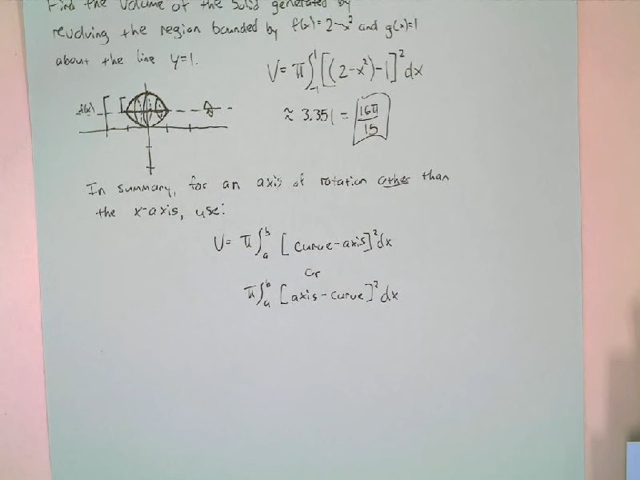 Find the volume of the solid generated by
revolving the region bounded by f(x)=2-x² and g(x)=1
about the line y=1.
V = π∫₋₁¹ [(2-x²)-1]² dx
≈ 3.351 = 16π/15
In summary, for an axis of rotation other than
the x-axis, use:
V = π∫ₐᵇ [curve-axis]² dx
or
π∫ₐᵇ [axis-curve]² dx